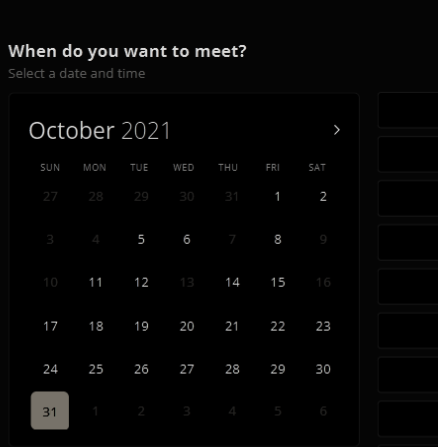 When do you want to meet?
Select a date and time
October 2021 >
SUN MON TUE WED THU FRI SAT
27 28 29 30 31 1 2
3 4 5 6 7 8 9
10 11 12 13 14 15 16
17 18 19 20 21 22 23
24 25 26 27 28 29 30
31 1 2 3 4 5 6